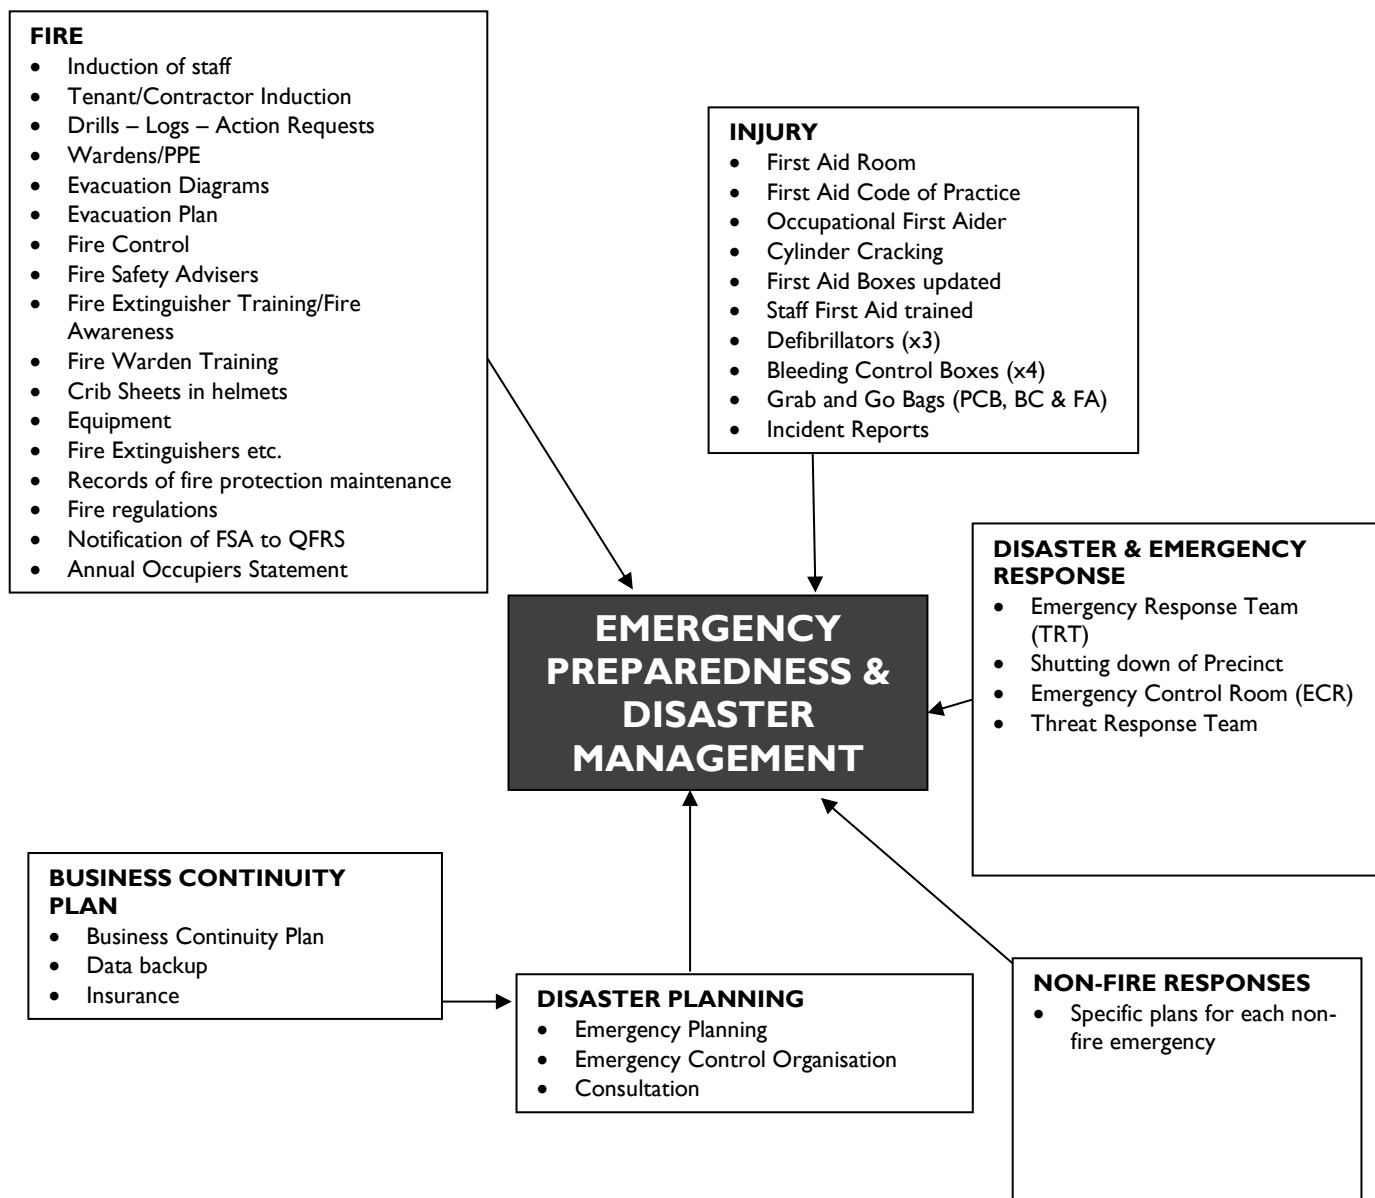 FIRE
• Induction of staff
• Tenant/Contractor Induction
• Drills – Logs – Action Requests
• Wardens/PPE
• Evacuation Diagrams
• Evacuation Plan
• Fire Control
• Fire Safety Advisers
• Fire Extinguisher Training/Fire
Awareness
• Fire Warden Training
• Crib Sheets in helmets
• Equipment
• Fire Extinguishers etc.
• Records of fire protection maintenance
• Fire regulations
• Notification of FSA to QFRS
• Annual Occupiers Statement
INJURY
• First Aid Room
• First Aid Code of Practice
• Occupational First Aider
• Cylinder Cracking
• First Aid Boxes updated
• Staff First Aid trained
• Defibrillators (x3)
• Bleeding Control Boxes (x4)
• Grab and Go Bags (PCB, BC & FA)
• Incident Reports
DISASTER & EMERGENCY
RESPONSE
• Emergency Response Team
(TRT)
• Shutting down of Precinct
• Emergency Control Room (ECR)
• Threat Response Team
EMERGENCY
PREPAREDNESS &
DISASTER
MANAGEMENT
BUSINESS CONTINUITY
PLAN
• Business Continuity Plan
• Data backup
• Insurance
DISASTER PLANNING
• Emergency Planning
• Emergency Control Organisation
• Consultation
NON-FIRE RESPONSES
• Specific plans for each non-
fire emergency